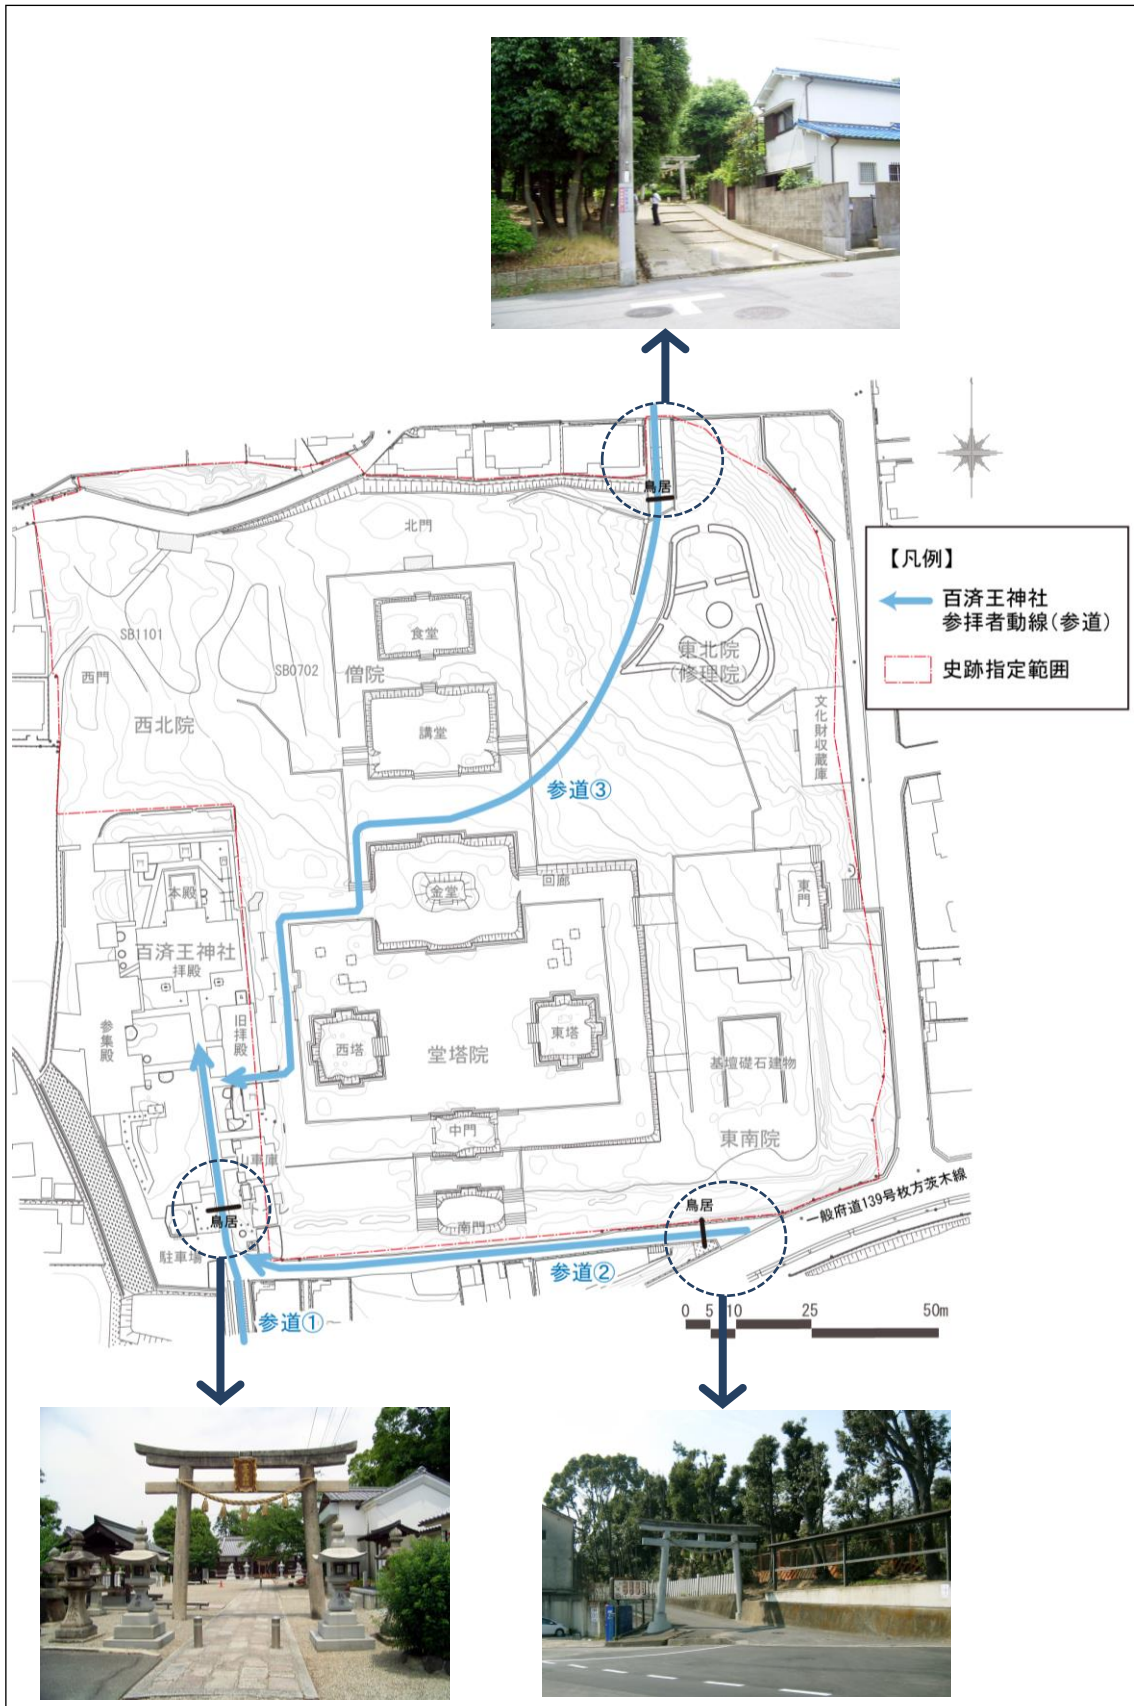 鳥居
【凡例】
百済王神社
参拝者動線(参道)
史跡指定範囲
北門
食堂
僧院
SB1101
SB0702
西門
西北院
講堂
東北院
(修理院)
文化財収蔵庫
参道③
金堂
回廊
東門
本殿
百済王神社
拝殿
旧拝殿
参集殿
西塔
堂塔院
東塔
基壇礎石建物
中門
東南院
山車庫
鳥居
南門
鳥居
一般府道139号枚方茨木線
駐車場
参道②
参道①
0 5 10 25 50m